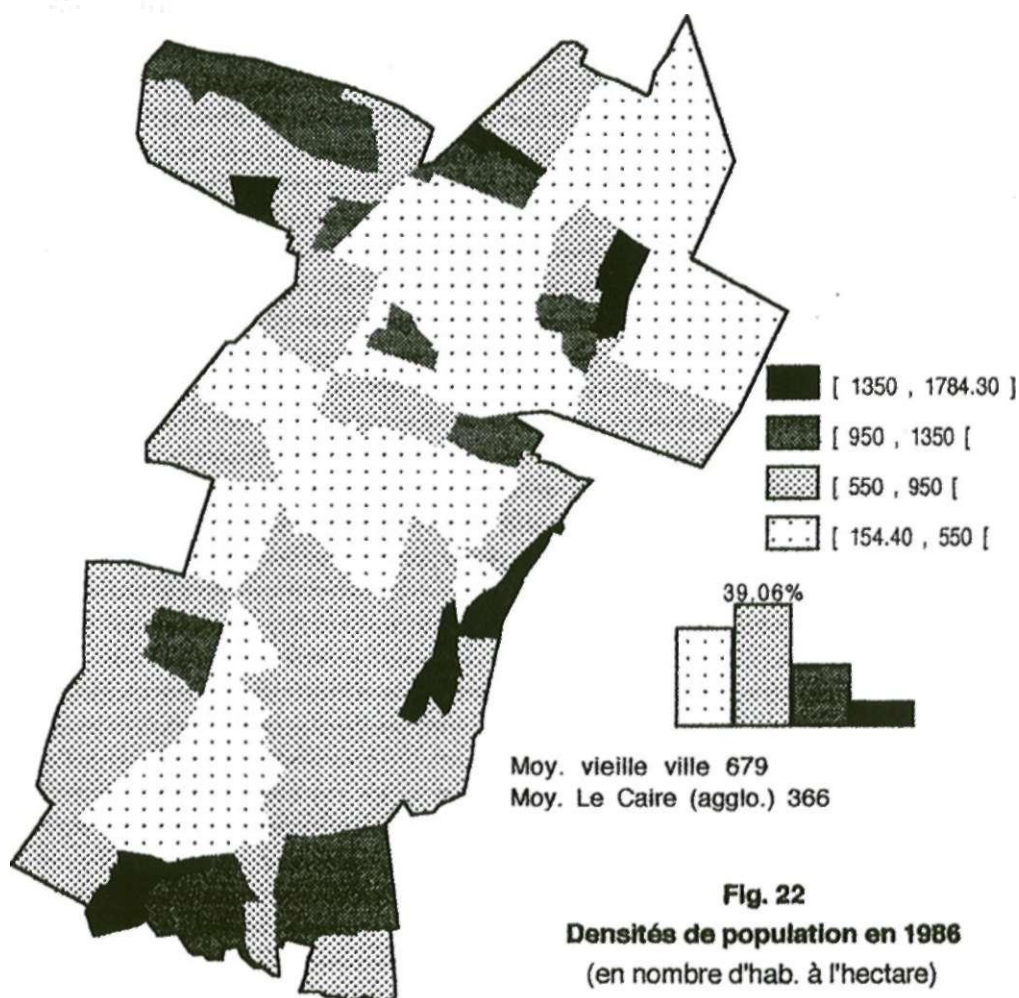 [ 1350 , 1784.30 ]
[ 950 , 1350 [
[ 550 , 950 [
[ 154.40 , 550 [
39.06%
Moy. vieille ville 679
Moy. Le Caire (agglo.) 366
Fig. 22
Densités de population en 1986
(en nombre d'hab. à l'hectare)